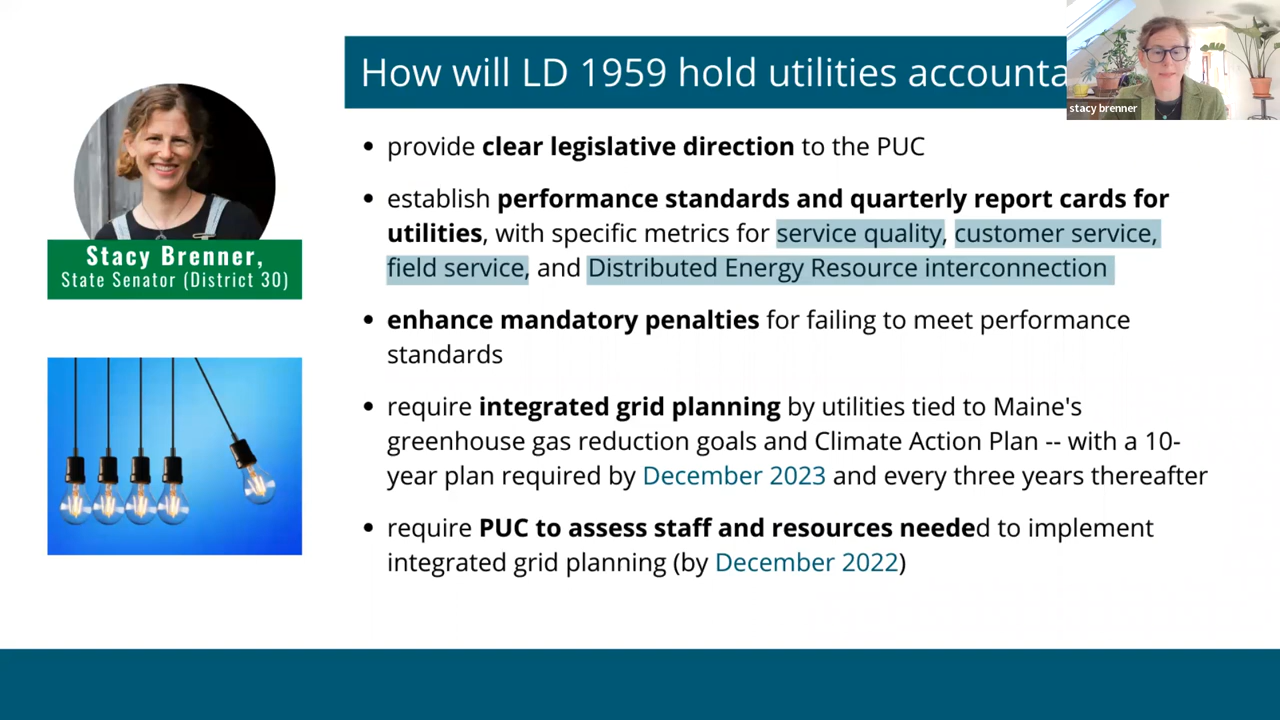 How will LD 1959 hold utilities accounta
stacy brenner
• provide clear legislative direction to the PUC
• establish performance standards and quarterly report cards for
utilities, with specific metrics for service quality, customer service,
field service, and Distributed Energy Resource interconnection
Stacy Brenner,
State Senator (District 30)
• enhance mandatory penalties for failing to meet performance
standards
• require integrated grid planning by utilities tied to Maine's
greenhouse gas reduction goals and Climate Action Plan -- with a 10-
year plan required by December 2023 and every three years thereafter
• require PUC to assess staff and resources needed to implement
integrated grid planning (by December 2022)